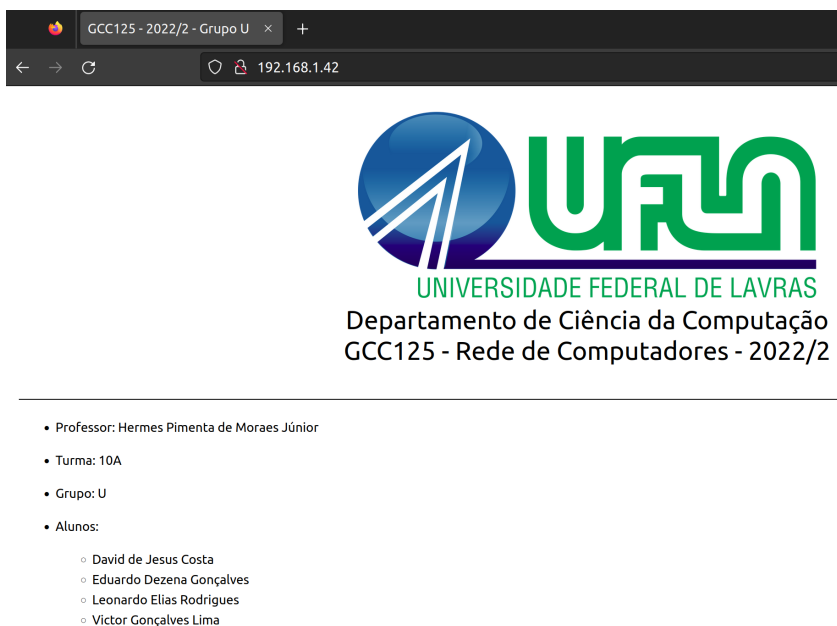 GCC125 - 2022/2 - Grupo U
192.168.1.42
UFLA
UNIVERSIDADE FEDERAL DE LAVRAS
Departamento de Ciência da Computação
GCC125 - Rede de Computadores - 2022/2
Professor: Hermes Pimenta de Moraes Júnior
Turma: 10A
Grupo: U
Alunos:
David de Jesus Costa
Eduardo Dezena Gonçalves
Leonardo Elias Rodrigues
Victor Gonçalves Lima